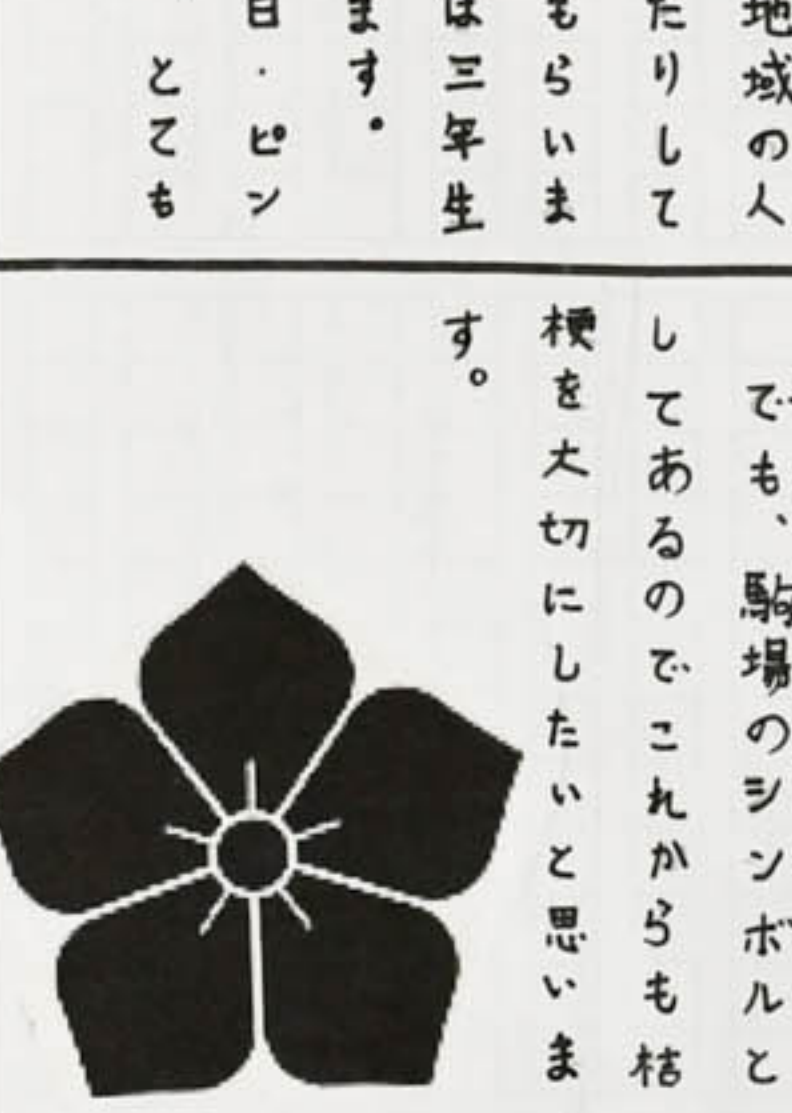 地域の人
たりして
もらいま
は三年生
ます。
日・ピン
とても
でも、駒場のシンボルと
してあるのでこれからも桔
梗を大切にしたいと思いま
す。